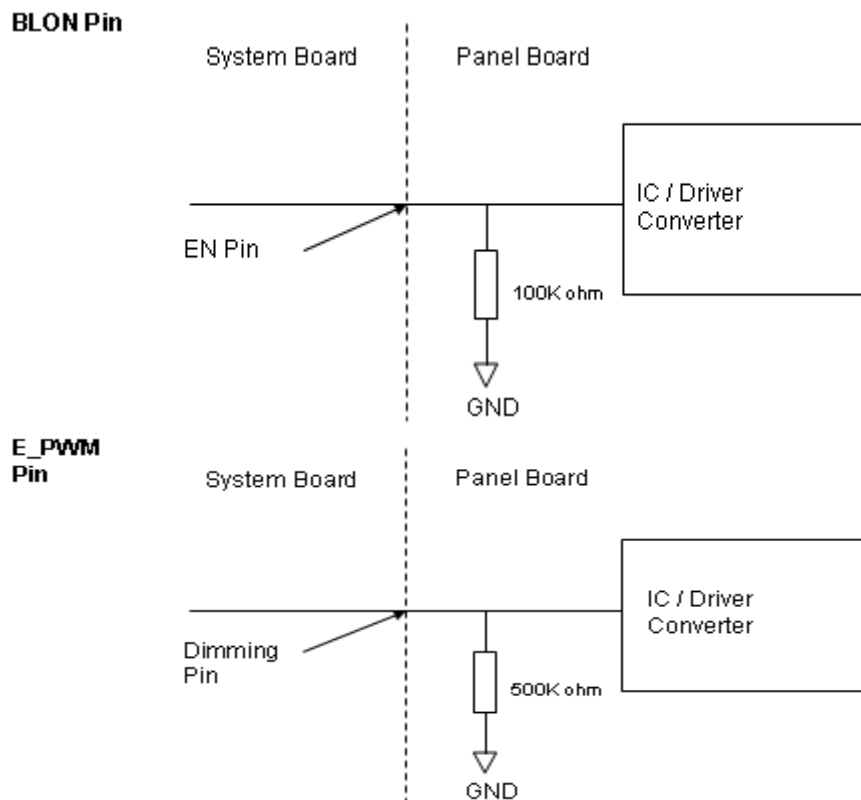 BLON Pin
System Board
Panel Board
IC / Driver
Converter
EN Pin
100K ohm
GND
E_PWM
Pin
System Board
Panel Board
IC / Driver
Converter
Dimming
Pin
500K ohm
GND